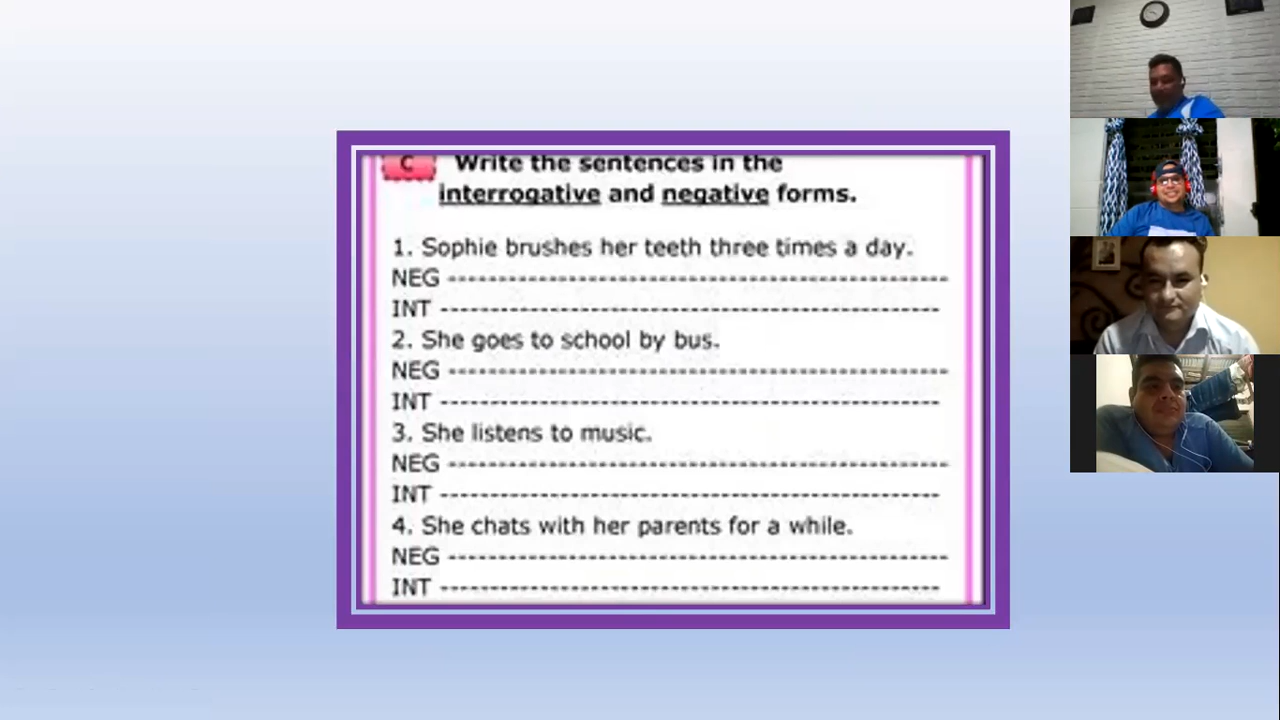 C Write the sentences in the
interrogative and negative forms.
1. Sophie brushes her teeth three times a day.
NEG ------------------------------------------------------------
INT ------------------------------------------------------------
2. She goes to school by bus.
NEG ------------------------------------------------------------
INT ------------------------------------------------------------
3. She listens to music.
NEG ------------------------------------------------------------
INT ------------------------------------------------------------
4. She chats with her parents for a while.
NEG ------------------------------------------------------------
INT ------------------------------------------------------------